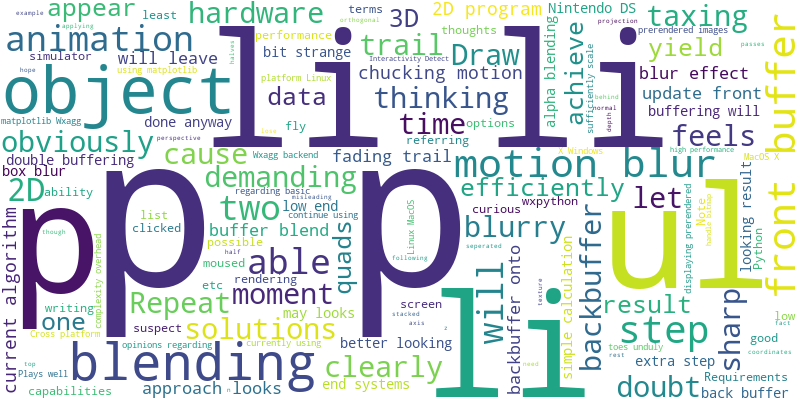 appear
hardware
least
orthogonal
terms
3D
2D program
Nintendo DS
taxing
example
applying
animation
simulator
will leave
performance
bit strange
using matplotlib
trail
Draw
thoughts
prerendered images
projection
yield
object
li
li
chucking motion
platform Linux
Interactivity Detect
alpha blending
achieve
sufficiently scale
blur effect
passes
buffer
matplotlib Wxagg
done anyway
data
thinking
options
behind
normal
depth
update front
buffering will
halves
obviously
double buffering
box blur
cause
fly
time
referring
feels
perspective
Wxagg backend
hope
fading trail
X Windows
high performance
MacOS X
2D
ability
demanding
regarding basic
misleading
motion blur
front
p
p
p
ul
list
clicked
two
low end
continue using
efficiently
let
looking result
curious
wxpython
current algorithm
though
possible
moused
etc
buffer blend
half
quads
Linux MacOS
following
blurry
backbuffer
displaying prerendered
Note
Python
handle bitmap
complexity overhead
writing
one
able
moment
rendering
seperated
backbuffer onto
texture
simple calculation
will
li
Repeat
suspect
may looks
screen
stacked
axis
z
result
sharp
low
fact
Cross platform
solutions
opinions regarding
currently using
better looking
step
good
coordinates
top
Plays well
blending
clearly
need
toes unduly
rest
extra step
capabilities
approach
looks
n
end systems
doubt
Requirements
back buffer